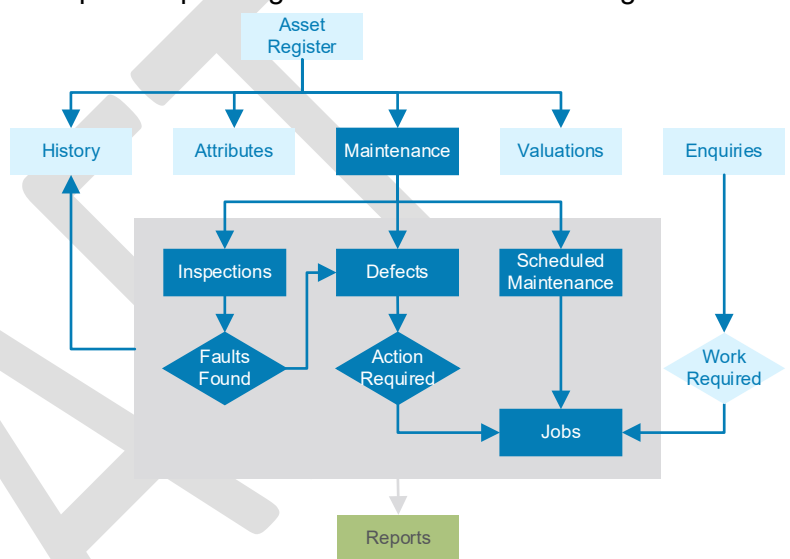 Asset
Register
History
Attributes
Maintenance
Valuations
Enquiries
Inspections
Defects
Scheduled
Maintenance
Faults
Found
Action
Required
Work
Required
Jobs
Reports